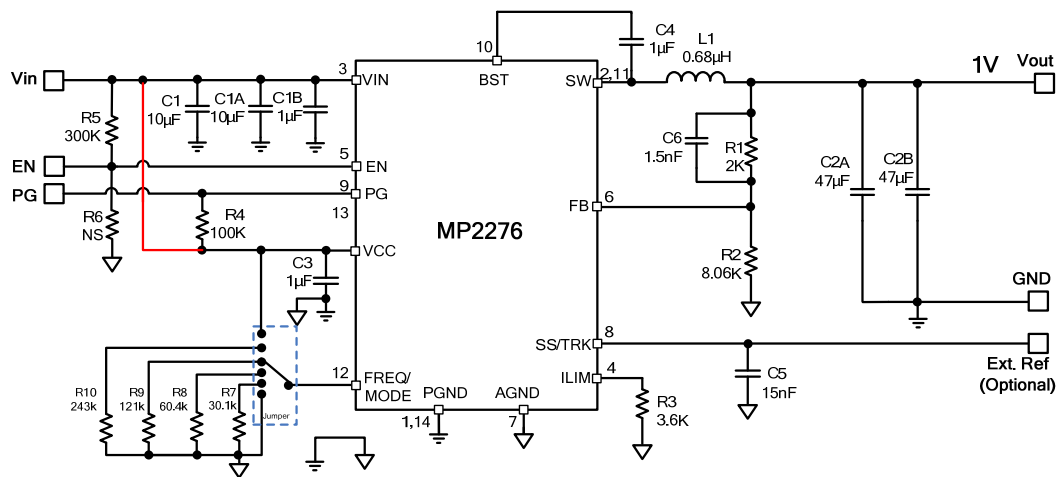 10
C4
1µF
L1
0.68µH
Vin
3
VIN
BST
SW
2,11
1V
Vout
C1
10µF
C1A
10µF
C1B
1µF
R5
300K
C6
1.5nF
R1
2K
C2A
47µF
C2B
47µF
EN
5
EN
PG
9
PG
R6
NS
R4
100K
13
VCC
MP2276
FB
6
R2
8.06K
C3
1µF
GND
SS/TRK
8
Ext. Ref
(Optional)
C5
15nF
ILIM
4
R3
3.6K
12
FREQ/
MODE
PGND
1,14
AGND
7
R10
243k
R9
121k
R8
60.4k
R7
30.1k
Jumper